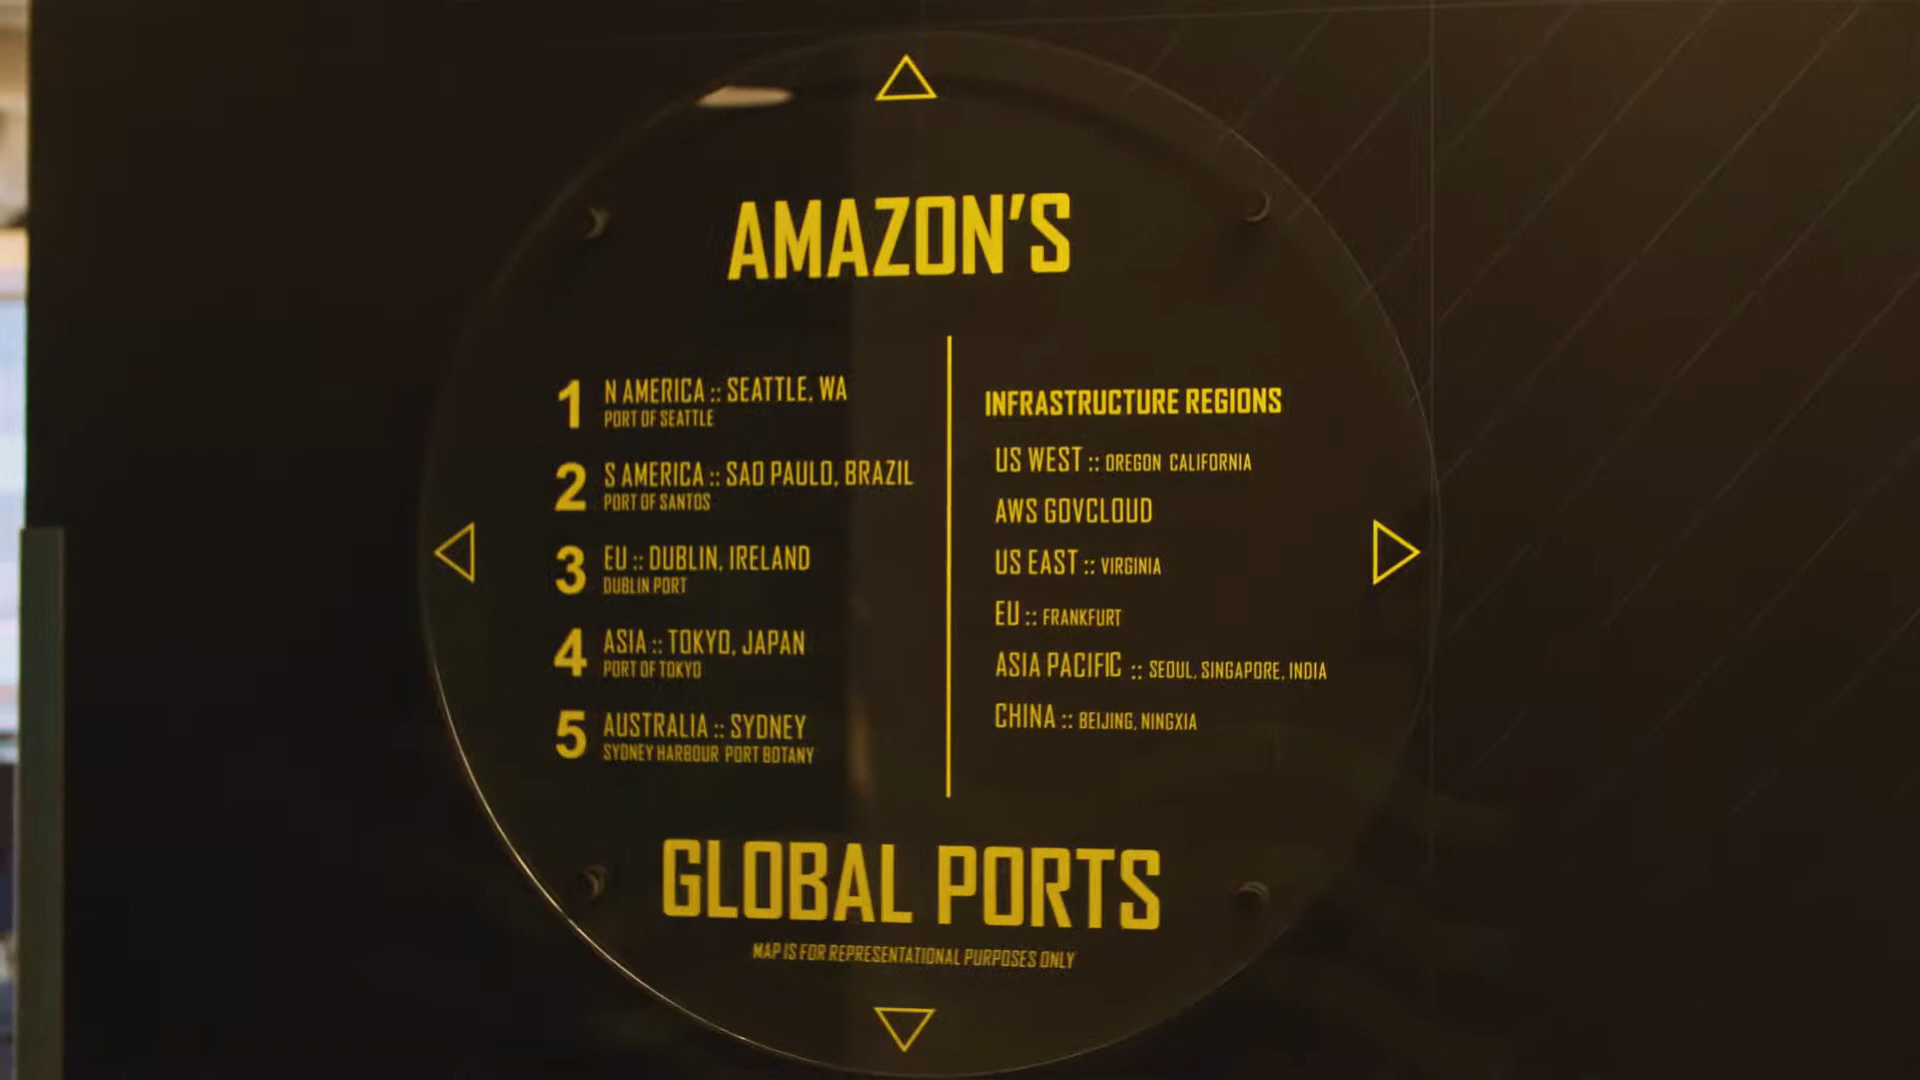 AMAZON'S
1 N AMERICA :: SEATTLE, WA
PORT OF SEATTLE
2 S AMERICA :: SAO PAULO, BRAZIL
PORT OF SANTOS
3 EU :: DUBLIN, IRELAND
DUBLIN PORT
4 ASIA :: TOKYO, JAPAN
PORT OF TOKYO
5 AUSTRALIA :: SYDNEY
SYDNEY HARBOUR PORT BOTANY
INFRASTRUCTURE REGIONS
US WEST :: OREGON CALIFORNIA
AWS GOVCLOUD
US EAST :: VIRGINIA
EU :: FRANKFURT
ASIA PACIFIC :: SEOUL, SINGAPORE, INDIA
CHINA :: BEIJING, NINGXIA
GLOBAL PORTS
MAP IS FOR REPRESENTATIONAL PURPOSES ONLY